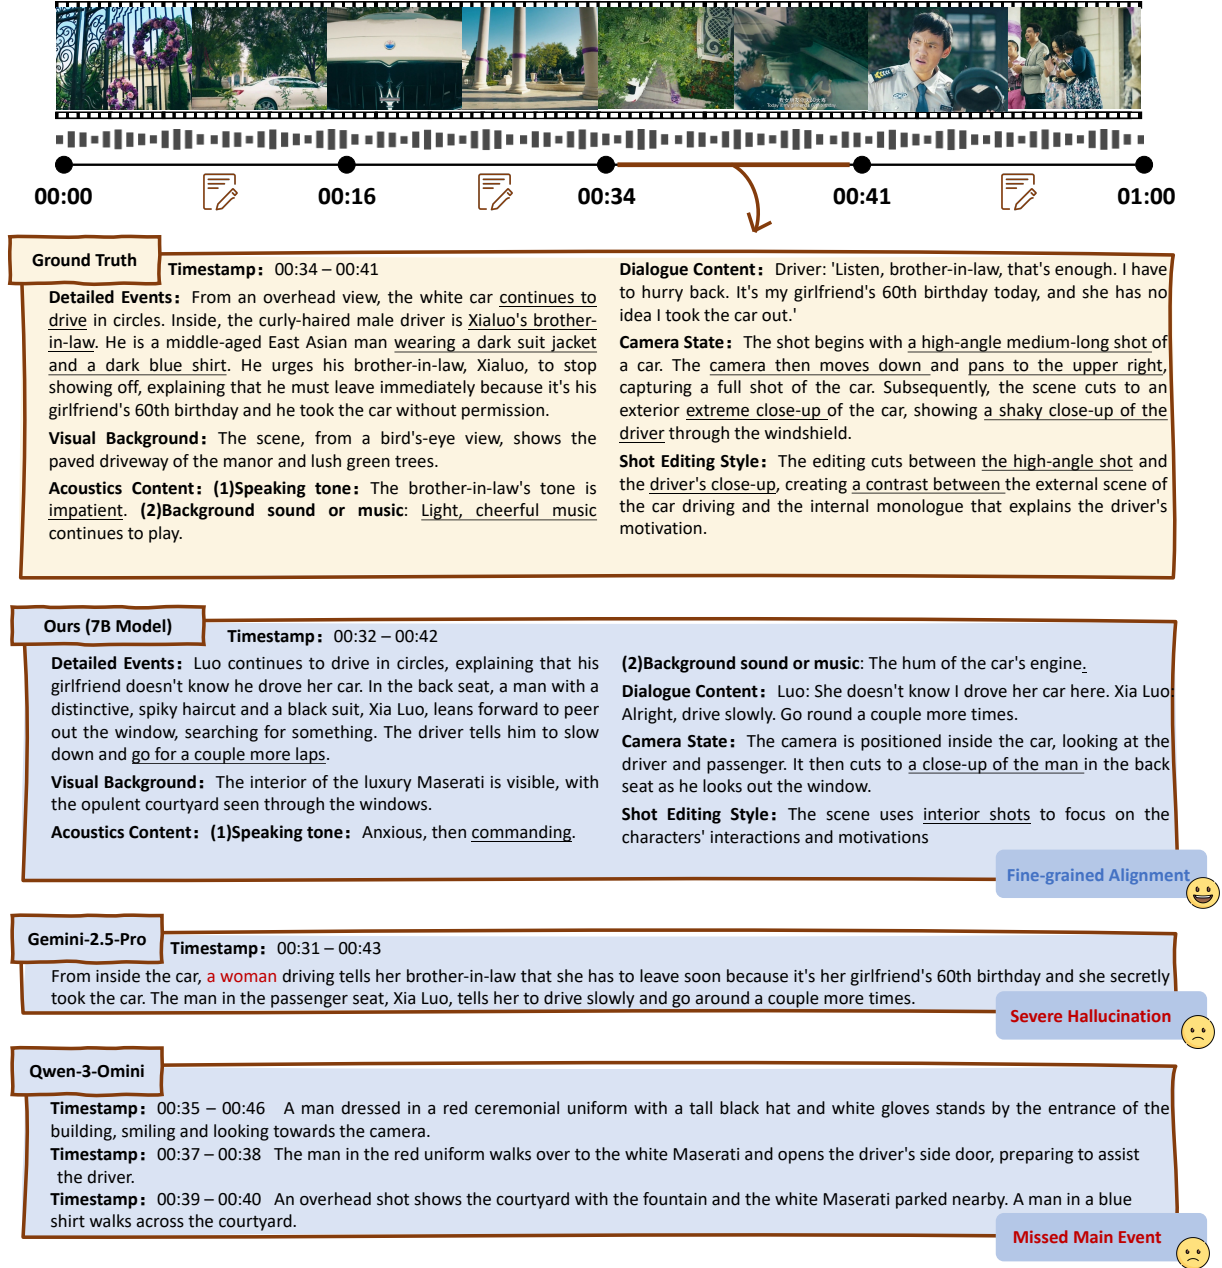 00:00
00:16
00:34
00:41
01:00
Ground Truth
Timestamp： 00:34 – 00:41
Detailed Events： From an overhead view, the white car continues to
drive in circles. Inside, the curly-haired male driver is Xialuo's brother-
in-law. He is a middle-aged East Asian man wearing a dark suit jacket
and a dark blue shirt. He urges his brother-in-law, Xialuo, to stop
showing off, explaining that he must leave immediately because it's his
girlfriend's 60th birthday and he took the car without permission.
Visual Background： The scene, from a bird's-eye view, shows the
paved driveway of the manor and lush green trees.
Acoustics Content： (1)Speaking tone： The brother-in-law's tone is
impatient. (2)Background sound or music: Light, cheerful music
continues to play.
Dialogue Content： Driver: 'Listen, brother-in-law, that's enough. I have
to hurry back. It's my girlfriend's 60th birthday today, and she has no
idea I took the car out.'
Camera State： The shot begins with a high-angle medium-long shot of
a car. The camera then moves down and pans to the upper right,
capturing a full shot of the car. Subsequently, the scene cuts to an
exterior extreme close-up of the car, showing a shaky close-up of the
driver through the windshield.
Shot Editing Style： The editing cuts between the high-angle shot and
the driver's close-up, creating a contrast between the external scene of
the car driving and the internal monologue that explains the driver's
motivation.
Ours (7B Model)
Timestamp： 00:32 – 00:42
Detailed Events： Luo continues to drive in circles, explaining that his
girlfriend doesn't know he drove her car. In the back seat, a man with a
distinctive, spiky haircut and a black suit, Xia Luo, leans forward to peer
out the window, searching for something. The driver tells him to slow
down and go for a couple more laps.
Visual Background： The interior of the luxury Maserati is visible, with
the opulent courtyard seen through the windows.
Acoustics Content： (1)Speaking tone： Anxious, then commanding.
(2)Background sound or music: The hum of the car's engine.
Dialogue Content： Luo: She doesn't know I drove her car here. Xia Luo:
Alright, drive slowly. Go round a couple more times.
Camera State： The camera is positioned inside the car, looking at the
driver and passenger. It then cuts to a close-up of the man in the back
seat as he looks out the window.
Shot Editing Style： The scene uses interior shots to focus on the
characters' interactions and motivations
Fine-grained Alignment
Gemini-2.5-Pro
Timestamp： 00:31 – 00:43
From inside the car, a woman driving tells her brother-in-law that she has to leave soon because it's her girlfriend's 60th birthday and she secretly
took the car. The man in the passenger seat, Xia Luo, tells her to drive slowly and go around a couple more times.
Severe Hallucination
Qwen-3-Omini
Timestamp： 00:35 – 00:46 A man dressed in a red ceremonial uniform with a tall black hat and white gloves stands by the entrance of the
building, smiling and looking towards the camera.
Timestamp： 00:37 – 00:38 The man in the red uniform walks over to the white Maserati and opens the driver's side door, preparing to assist
the driver.
Timestamp： 00:39 – 00:40 An overhead shot shows the courtyard with the fountain and the white Maserati parked nearby. A man in a blue
shirt walks across the courtyard.
Missed Main Event